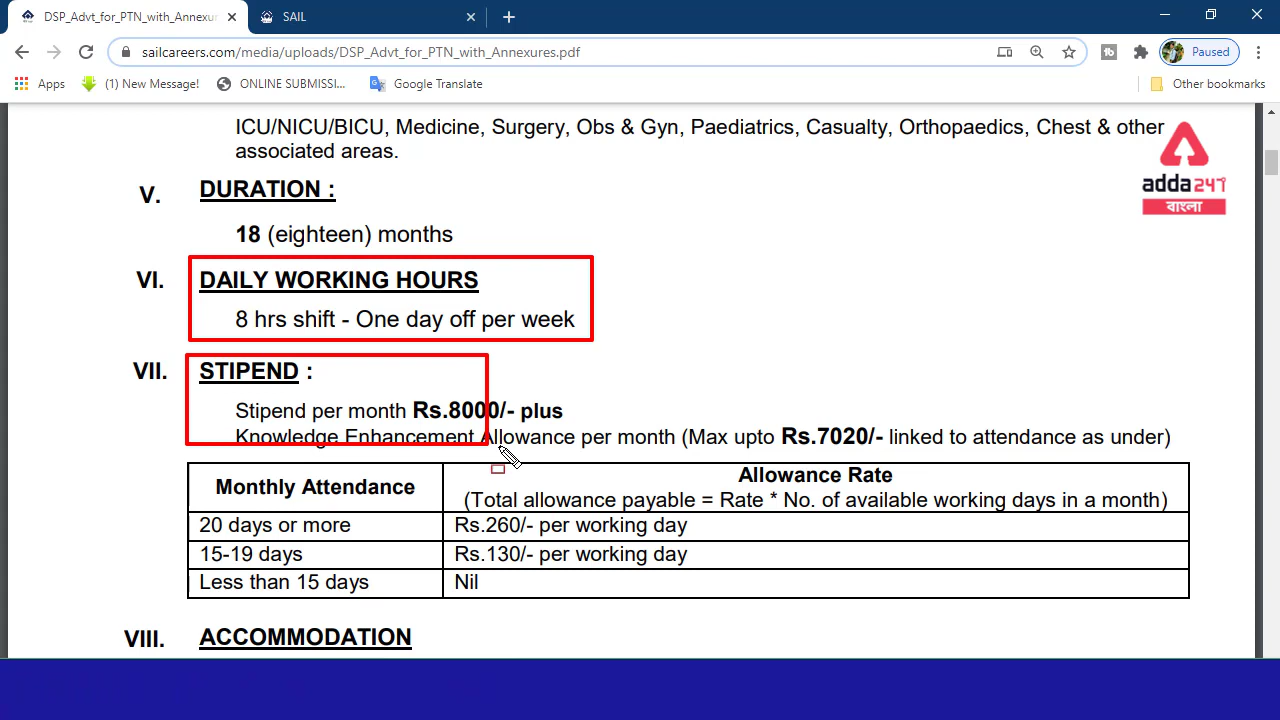 DSP_Advt_for_PTN_with_Annexur
SAIL
sailcareers.com/media/uploads/DSP_Advt_for_PTN_with_Annexures.pdf
Paused
Apps
(1) New Message!
ONLINE SUBMISSI...
Google Translate
Other bookmarks
ICU/NICU/BICU, Medicine, Surgery, Obs & Gyn, Paediatrics, Casualty, Orthopaedics, Chest & other
associated areas.
adda247
বাংলা
V. DURATION :
18 (eighteen) months
VI. DAILY WORKING HOURS
8 hrs shift - One day off per week
VII. STIPEND :
Stipend per month Rs.8000/- plus
Knowledge Enhancement Allowance per month (Max upto Rs.7020/- linked to attendance as under)
Monthly Attendance
Allowance Rate
(Total allowance payable = Rate * No. of available working days in a month)
20 days or more Rs.260/- per working day
15-19 days Rs.130/- per working day
Less than 15 days Nil
VIII. ACCOMMODATION